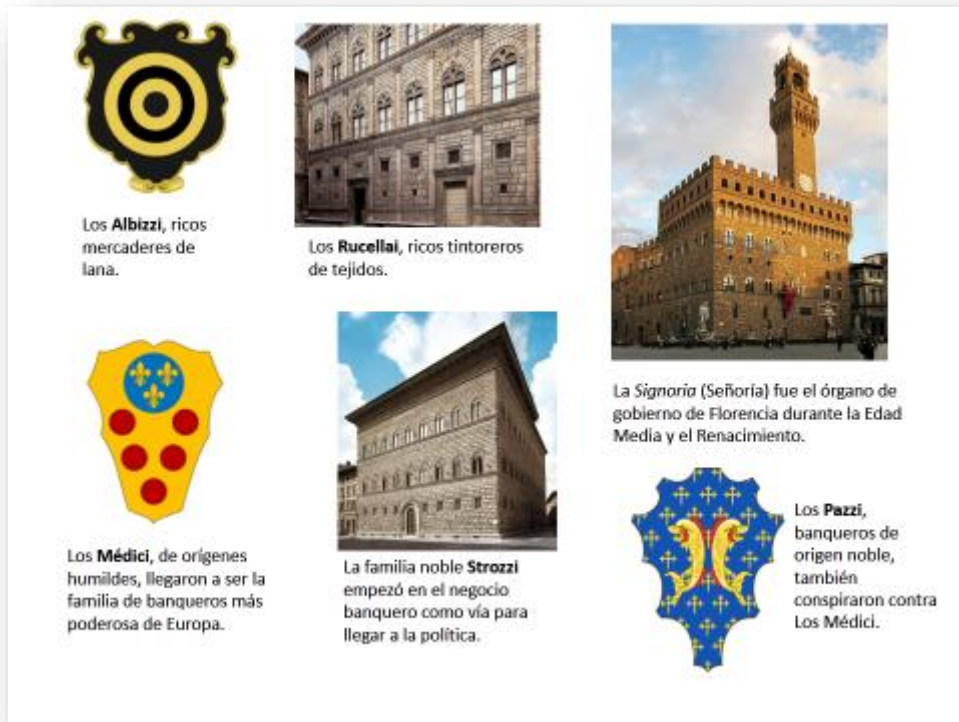 Los Albizzi, ricos
mercaderes de
lana.
Los Rucellai, ricos tintoreros
de tejidos.
La Signoria (Señoría) fue el órgano de
gobierno de Florencia durante la Edad
Media y el Renacimiento.
Los Médici, de orígenes
humildes, llegaron a ser la
familia de banqueros más
poderosa de Europa.
La familia noble Strozzi
empezó en el negocio
banquero como vía para
llegar a la política.
Los Pazzi,
banqueros de
origen noble,
también
conspiraron contra
Los Médici.